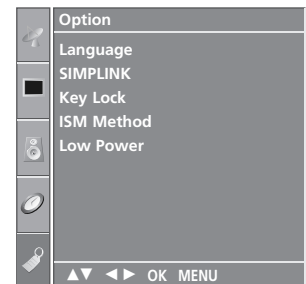 Option
Language
SIMPLINK
Key Lock
ISM Method
Low Power
▲▼ ◄► OK MENU